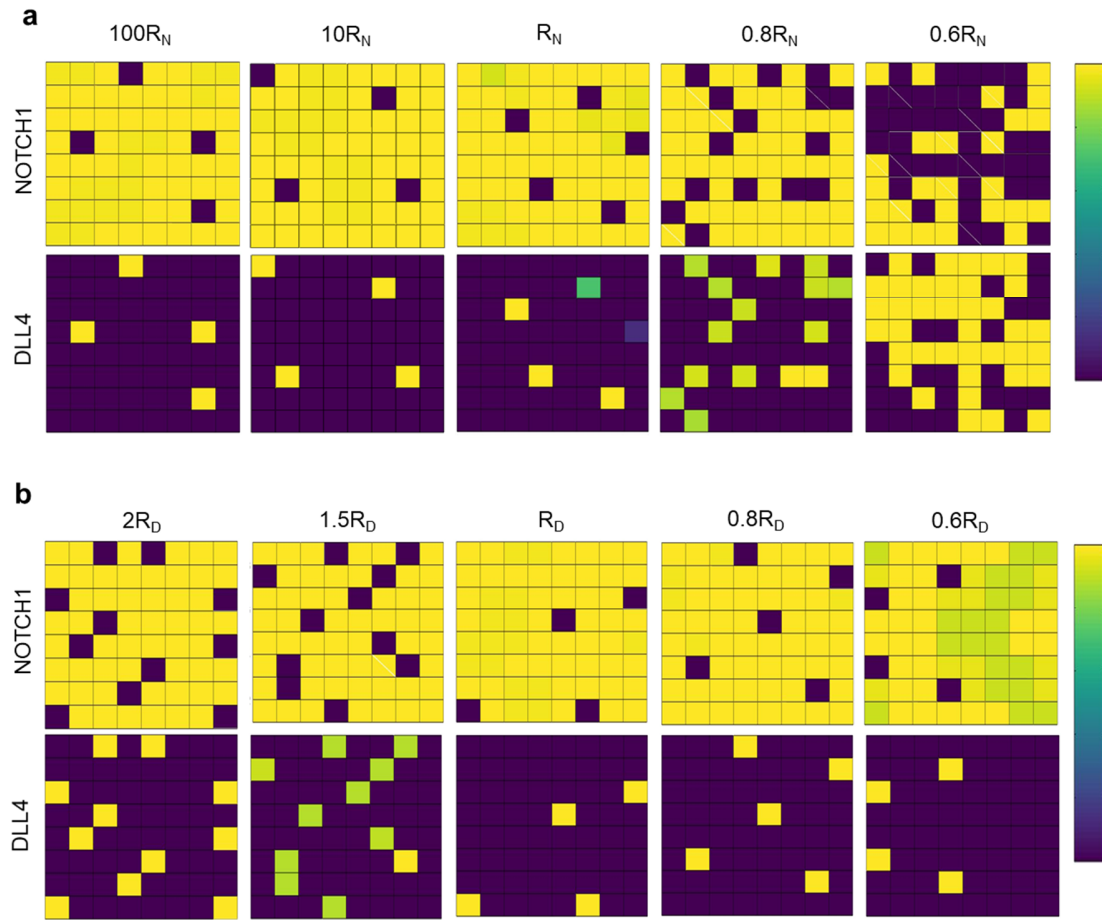 a
100R_N 10R_N R_N 0.8R_N 0.6R_N
NOTCH1
DLL4
b
2R_D 1.5R_D R_D 0.8R_D 0.6R_D
NOTCH1
DLL4